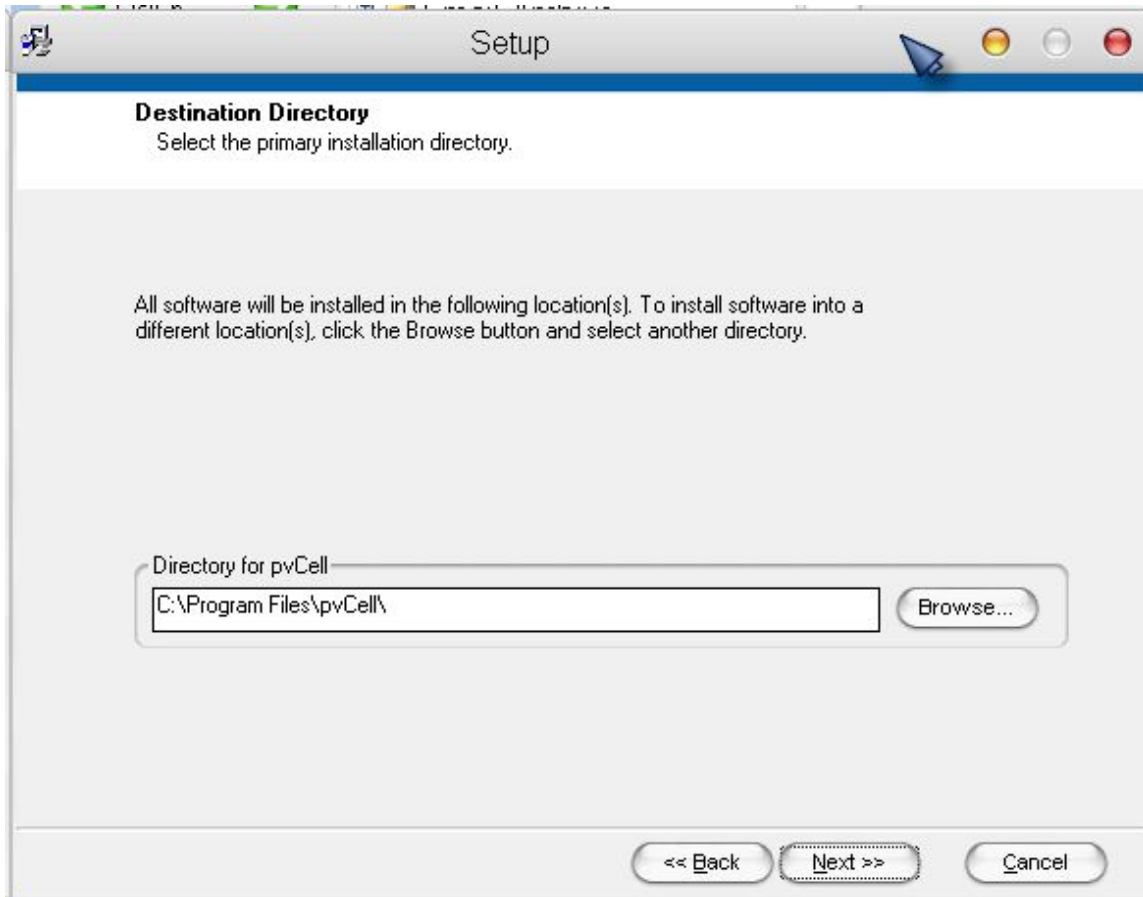 Setup
Destination Directory
Select the primary installation directory.
All software will be installed in the following location(s). To install software into a
different location(s), click the Browse button and select another directory.
Directory for pvCell
C:\Program Files\pvCell\
Browse...
<< Back
Next >>
Cancel